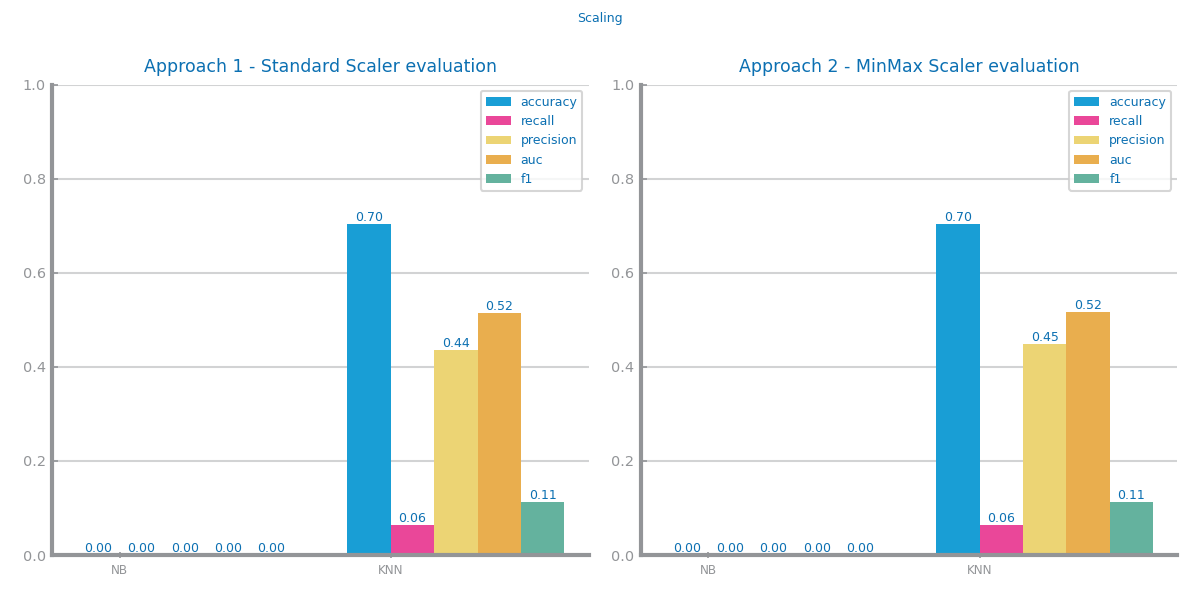 Scaling
Approach 1 - Standard Scaler evaluation
1.0
0.8
0.6
0.4
0.2
0.0
accuracy
recall
precision
auc
f1
0.00 0.00 0.00 0.00 0.00
0.70
0.06
0.44
0.52
0.11
NB
KNN
Approach 2 - MinMax Scaler evaluation
1.0
0.8
0.6
0.4
0.2
0.0
accuracy
recall
precision
auc
f1
0.00 0.00 0.00 0.00 0.00
0.70
0.06
0.45
0.52
0.11
NB
KNN